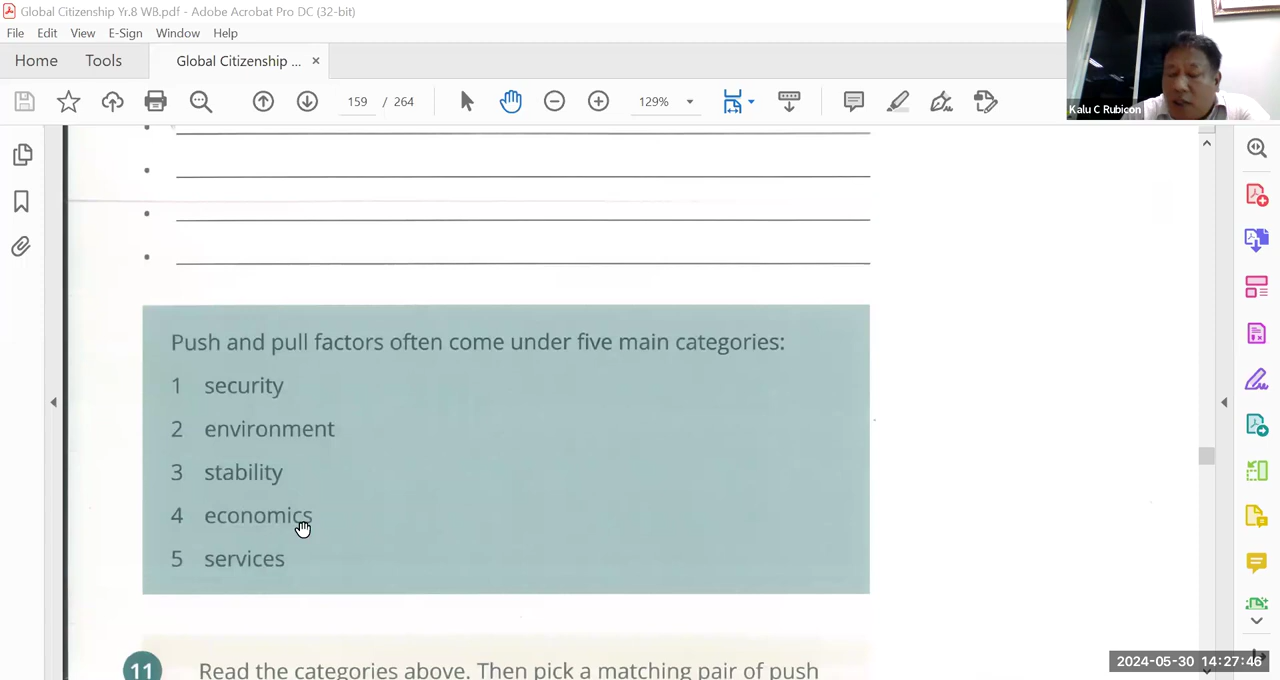 Global Citizenship Yr.8 WB.pdf - Adobe Acrobat Pro DC (32-bit)
File Edit View E-Sign Window Help
Home Tools Global Citizenship ... ×
159 / 264 129%
Kalu C Rubicon
Push and pull factors often come under five main categories:
1 security
2 environment
3 stability
4 economics
5 services
11 Read the categories above. Then pick a matching pair of push
2024-05-30 14:27:46